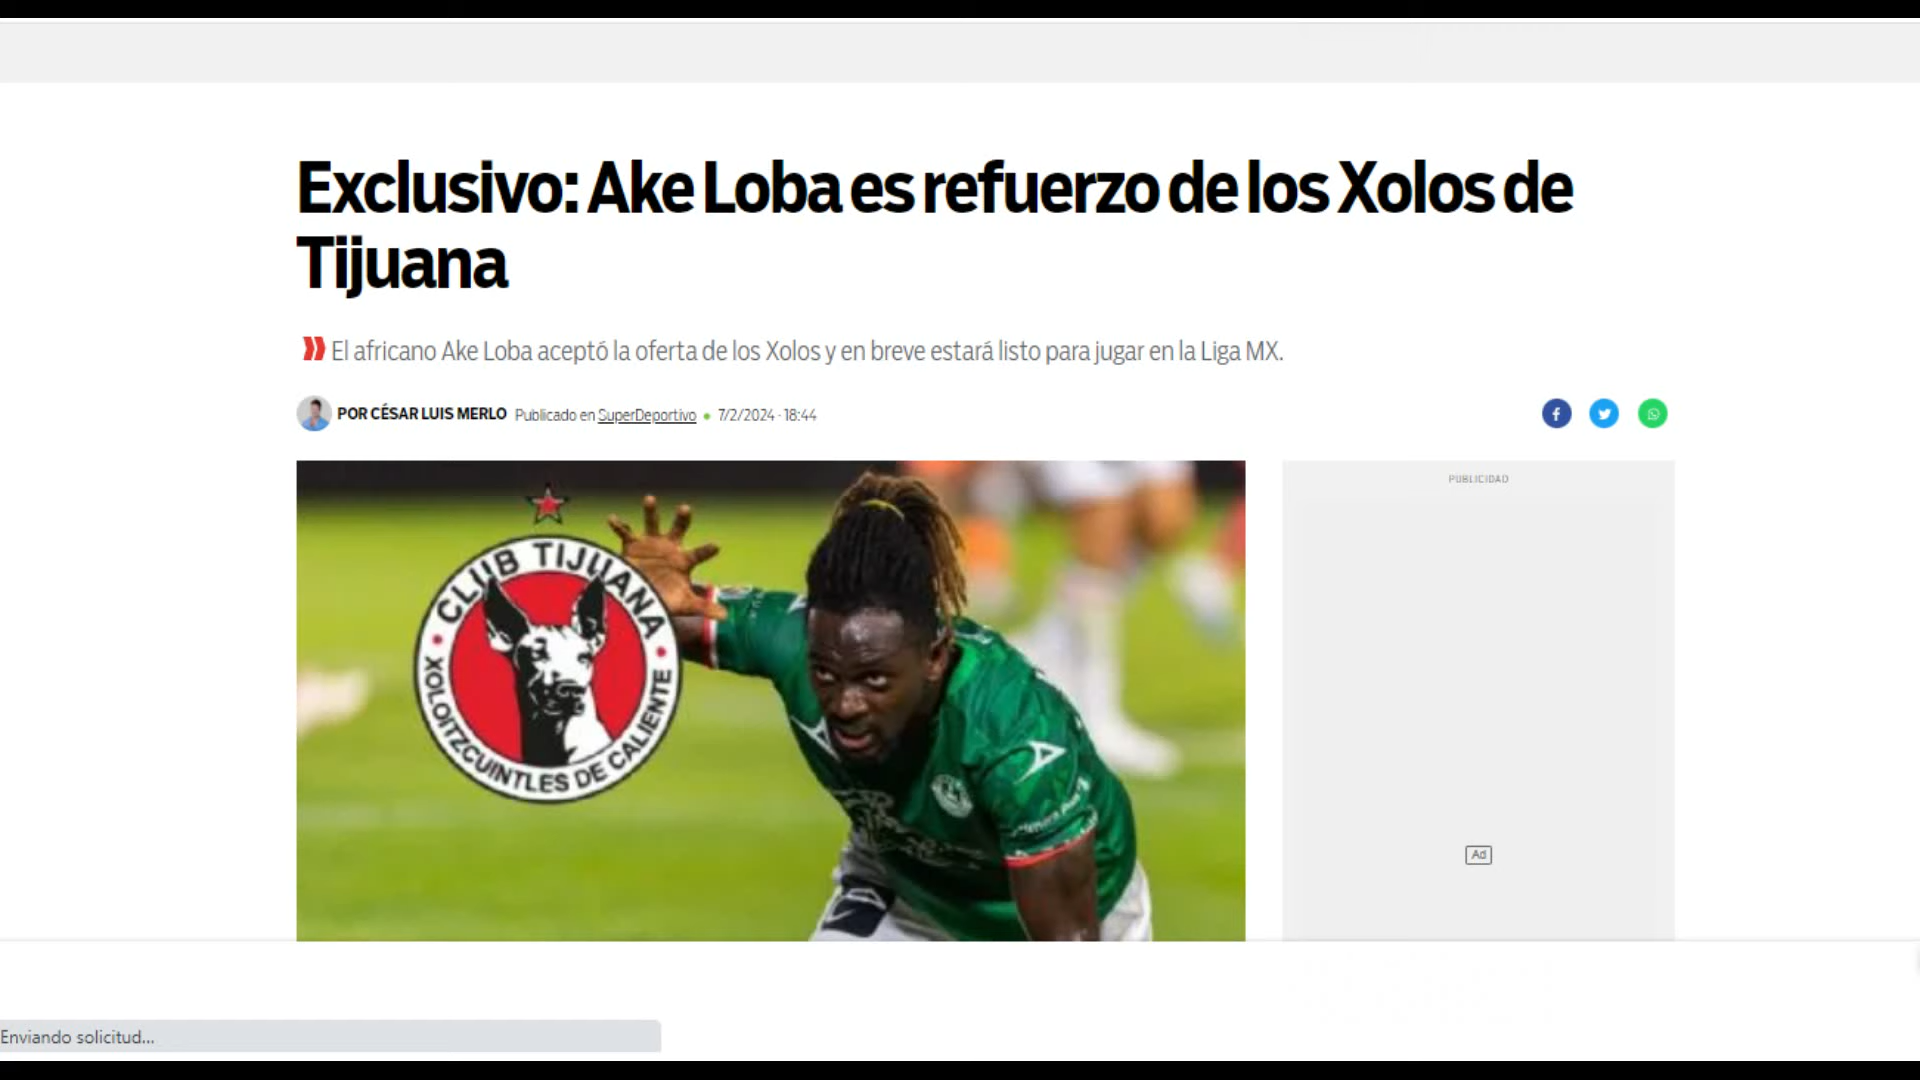 Exclusivo: Ake Loba es refuerzo de los Xolos de
Tijuana
El africano Ake Loba aceptó la oferta de los Xolos y en breve estará listo para jugar en la Liga MX.
POR CÉSAR LUIS MERLO Publicado en SuperDeportivo • 7/2/2024 · 18:44
PUBLICIDAD
CLUB TIJUANA
XOLOITZCUINTLES DE CALIENTE
Ad
Enviando solicitud...